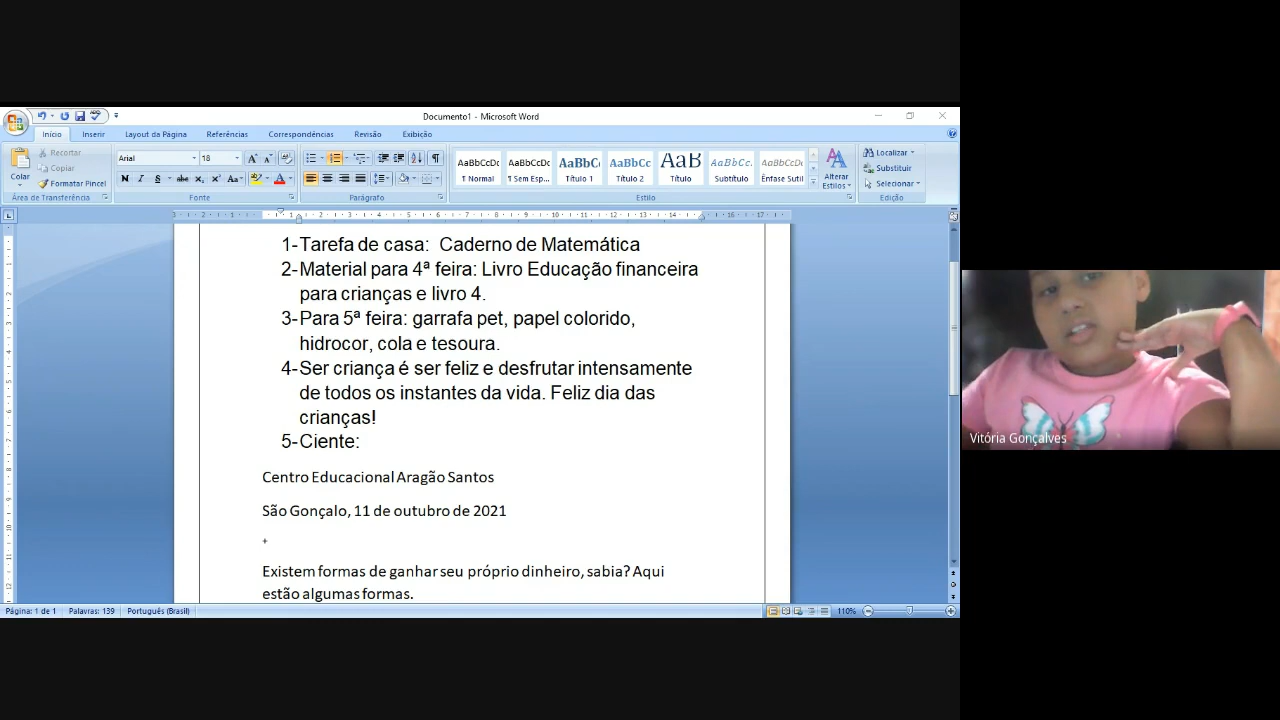 Documento1 - Microsoft Word
Início Inserir Layout da Página Referências Correspondências Revisão Exibição
Colar
Recortar
Copiar
Formatar Pincel
Área de Transferência
Arial 18
N I S abc x₂ x² Aa
Fonte
Parágrafo
AaBbCcDc AaBbCcDc AaBbC AaBbCc AaB AaBbCc. AaBbCcDc
¶ Normal ¶ Sem Esp... Título 1 Título 2 Título Subtítulo Ênfase Sutil
Alterar Estilos
Estilo
Localizar
Substituir
Selecionar
Edição
1-Tarefa de casa: Caderno de Matemática
2-Material para 4ª feira: Livro Educação financeira
para crianças e livro 4.
3-Para 5ª feira: garrafa pet, papel colorido,
hidrocor, cola e tesoura.
4-Ser criança é ser feliz e desfrutar intensamente
de todos os instantes da vida. Feliz dia das
crianças!
5-Ciente:
Centro Educacional Aragão Santos
São Gonçalo, 11 de outubro de 2021
+
Existem formas de ganhar seu próprio dinheiro, sabia? Aqui
estão algumas formas.
Página: 1 de 1 Palavras: 139 Português (Brasil) 110%
Vitória Gonçalves